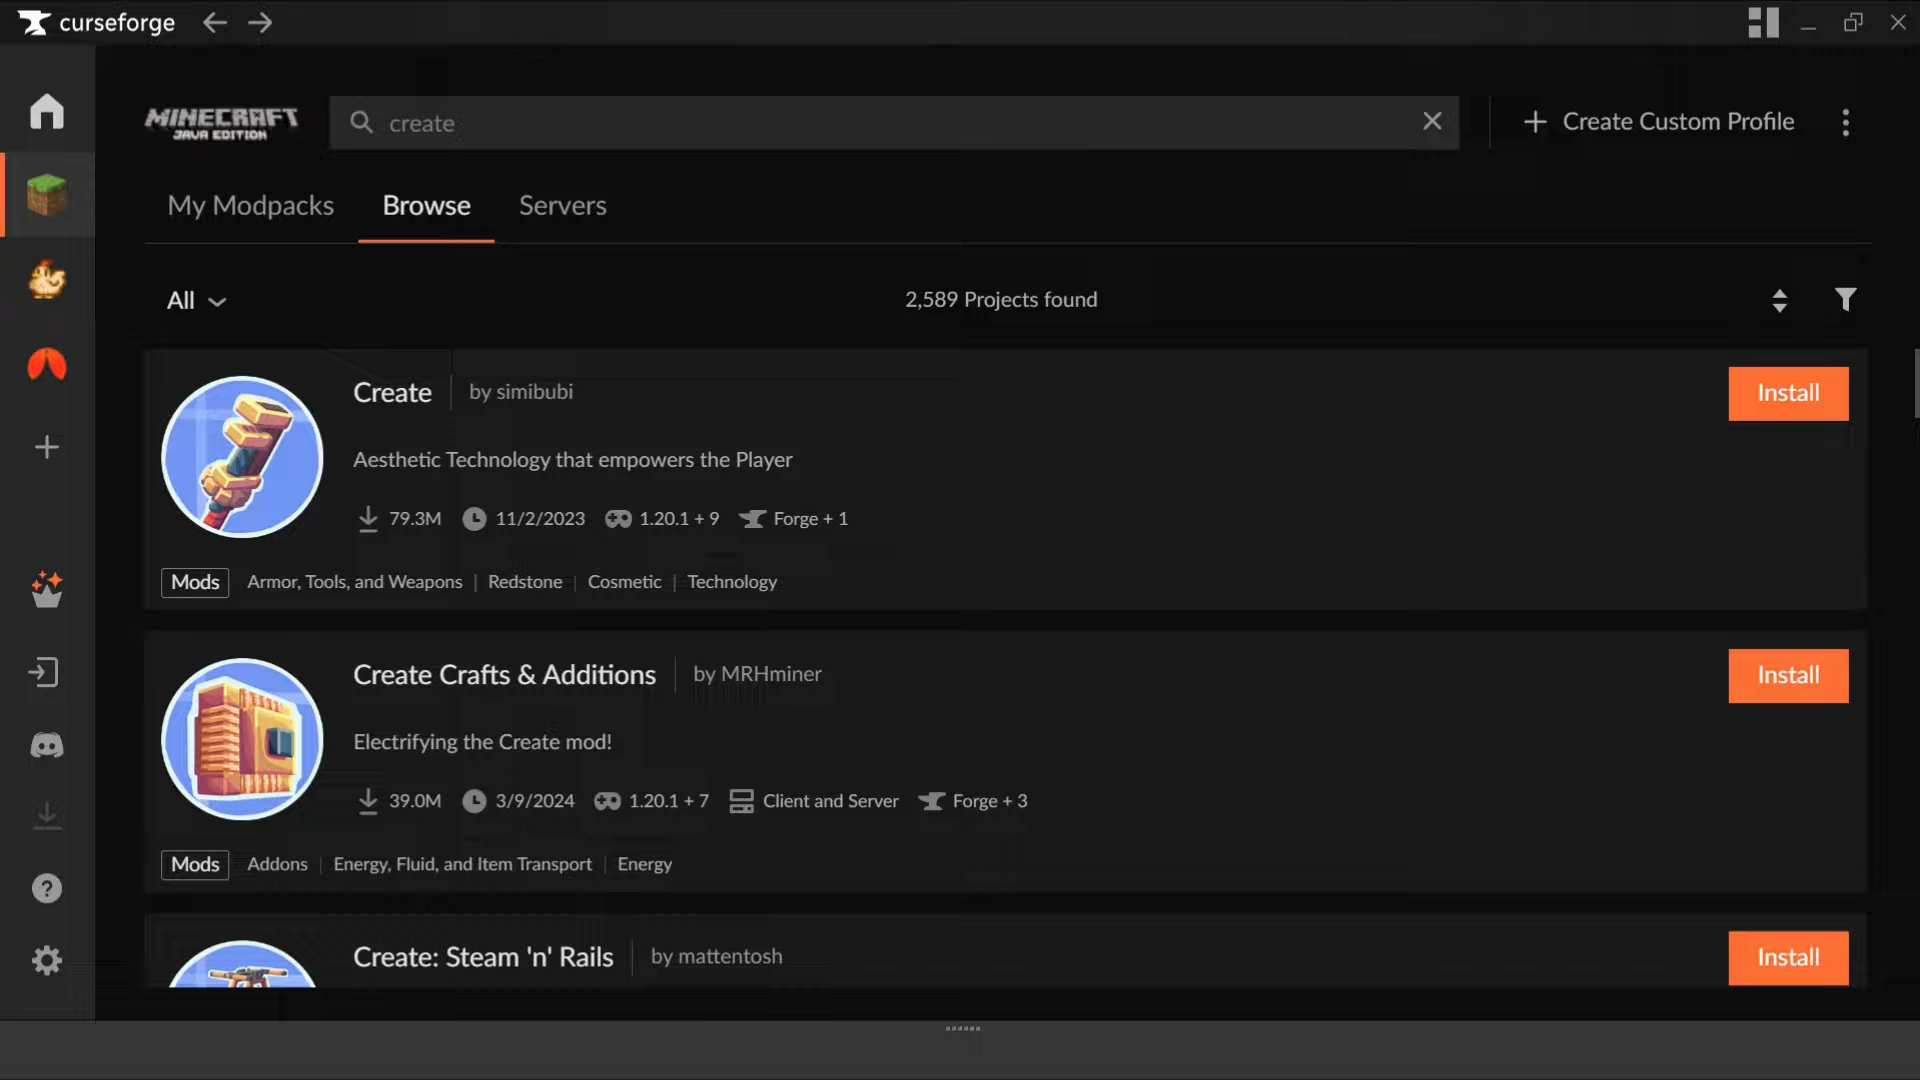 curseforge
MINECRAFT
JAVA EDITION
create
Create Custom Profile
My Modpacks
Browse
Servers
All
2,589 Projects found
Create
by simibubi
Install
Aesthetic Technology that empowers the Player
79.3M
11/2/2023
1.20.1 + 9
Forge + 1
Mods
Armor, Tools, and Weapons
Redstone
Cosmetic
Technology
Create Crafts & Additions
by MRHminer
Install
Electrifying the Create mod!
39.0M
3/9/2024
1.20.1 + 7
Client and Server
Forge + 3
Mods
Addons
Energy, Fluid, and Item Transport
Energy
Create: Steam 'n' Rails
by mattentosh
Install